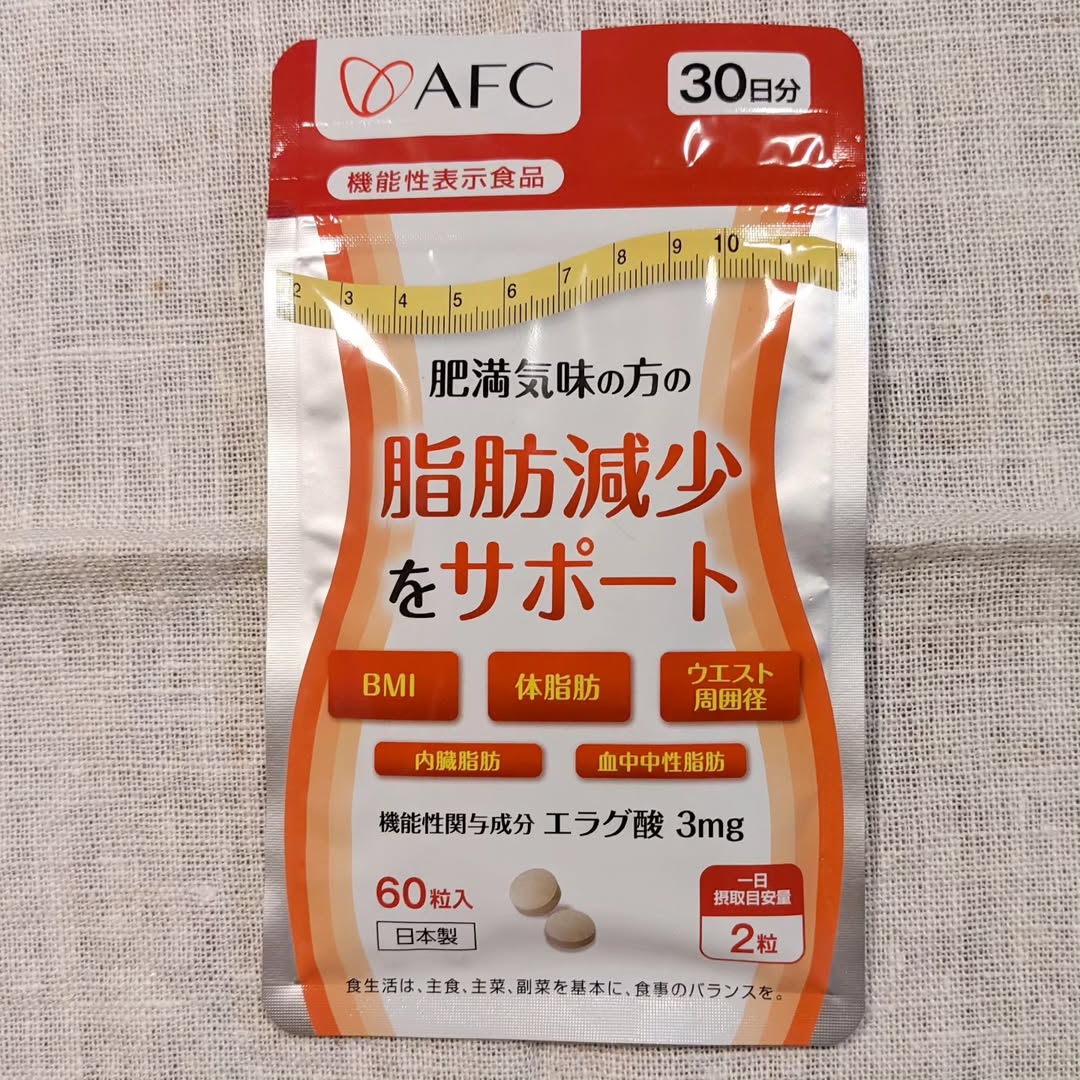 AFC
30日分
機能性表示食品
2 3 4 5 6 7 8 9 10
肥満気味の方の
脂肪減少
をサポート
BMI
体脂肪
ウエスト
周囲径
内臓脂肪
血中中性脂肪
機能性関与成分 エラグ酸 3mg
60粒入
日本製
一日
摂取目安量
2粒
食生活は、主食、主菜、副菜を基本に、食事のバランスを。